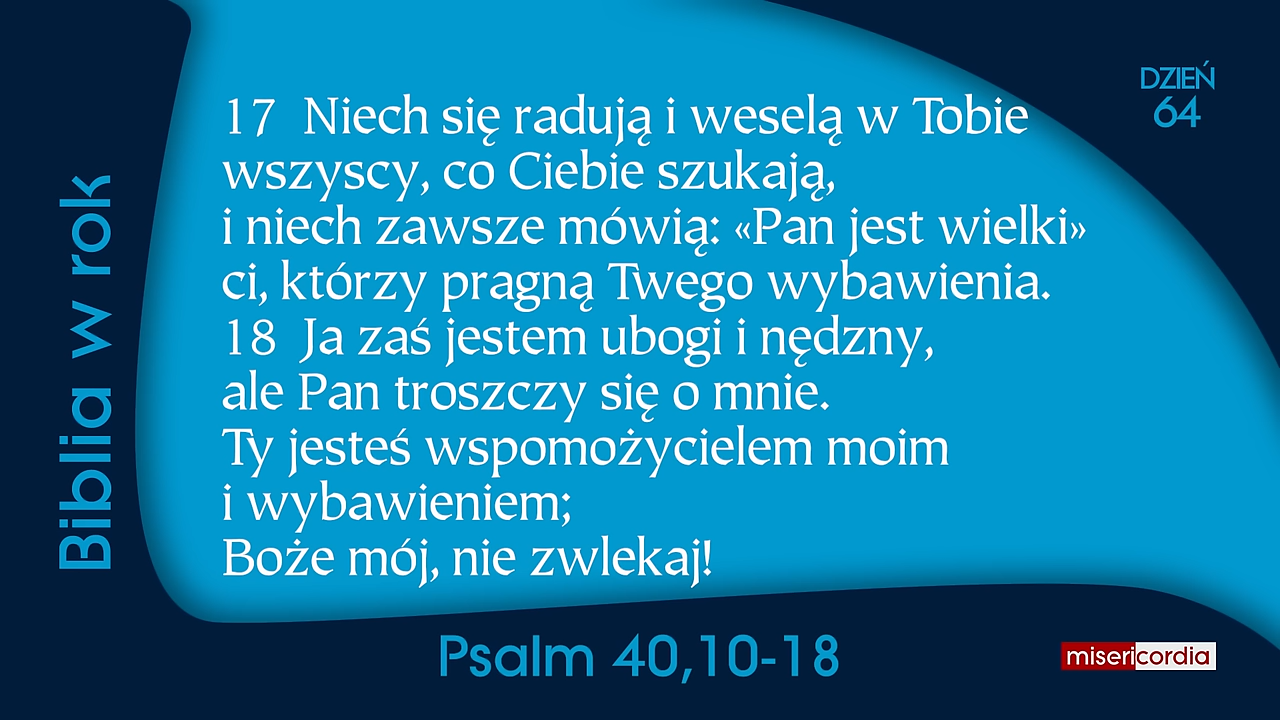 DZIEŃ
64
17 Niech się radują i weselą w Tobie
wszyscy, co Ciebie szukają,
i niech zawsze mówią: «Pan jest wielki»
ci, którzy pragną Twego wybawienia.
18 Ja zaś jestem ubogi i nędzny,
ale Pan troszczy się o mnie.
Ty jesteś wspomożycielem moim
i wybawieniem;
Boże mój, nie zwlekaj!
Biblia w rok
Psalm 40,10-18
misericordia